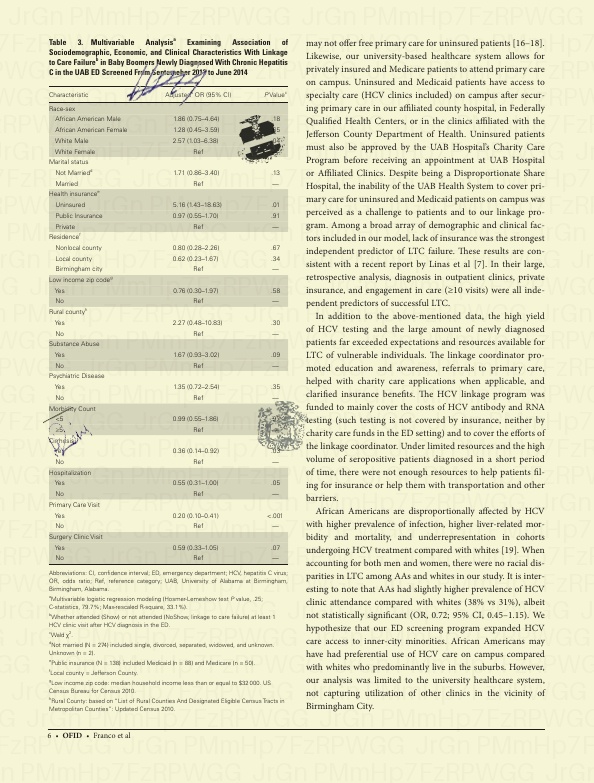 Table 3. Multivariable Analysisᵃ Examining Association of
Sociodemographic, Economic, and Clinical Characteristics With Linkage
to Care Failureᵇ in Baby Boomers Newly Diagnosed With Chronic Hepatitis
C in the UAB ED Screened From September 2013 to June 2014
Characteristic Adjusted OR (95% CI) P Valueᶜ
Race-sex
African American Male 1.86 (0.75–4.64) .18
African American Female 1.28 (0.45–3.59)
White Male 2.57 (1.03–6.38)
White Female Ref
Marital status
Not Marriedᵈ 1.71 (0.86–3.40) .13
Married Ref —
Health insuranceᵉ
Uninsured 5.16 (1.43–18.63) .01
Public Insurance 0.97 (0.55–1.70) .91
Private Ref —
Residenceᶠ
Nonlocal county 0.80 (0.28–2.26) .67
Local county 0.62 (0.23–1.67) .34
Birmingham city Ref —
Low income zip codeᵍ
Yes 0.76 (0.30–1.97) .58
No Ref —
Rural countyʰ
Yes 2.27 (0.48–10.83) .30
No Ref —
Substance Abuse
Yes 1.67 (0.93–3.02) .09
No Ref —
Psychiatric Disease
Yes 1.35 (0.72–2.54) .35
No Ref —
Morbidity Count
<5 0.99 (0.55–1.86)
≥5 Ref
Yes 0.36 (0.14–0.92) .03
No Ref —
Hospitalization
Yes 0.55 (0.31–1.00) .05
No Ref —
Primary Care Visit
Yes 0.20 (0.10–0.41) <.001
No Ref —
Surgery Clinic Visit
Yes 0.59 (0.33–1.05) .07
No Ref —
Abbreviations: CI, confidence interval; ED, emergency department; HCV, hepatitis C virus;
OR, odds ratio; Ref, reference category; UAB, University of Alabama at Birmingham,
Birmingham, Alabama.
ᵃMultivariable logistic regression modeling (Hosmer-Lemeshow test P value, .25;
C-statistics, 79.7%; Max-rescaled R-square, 33.1%).
ᵇWhether attended (Show) or not attended (NoShow, linkage to care failure) at least 1
HCV clinic visit after HCV diagnosis in the ED.
ᶜWald χ²
ᵈNot married (N = 274) included single, divorced, separated, widowed, and unknown.
Unknown (n = 2).
ᵉPublic insurance (N = 138) included Medicaid (n = 88) and Medicare (n = 50).
ᶠLocal county = Jefferson County.
ᵍLow income zip code: median household income less than or equal to $32 000. US
Census Bureau for Census 2010.
ʰRural County: based on "List of Rural Counties And Designated Eligible Census Tracts in
Metropolitan Counties": Updated Census 2010.
may not offer free primary care for uninsured patients [16–18].
Likewise, our university-based healthcare system allows for
privately insured and Medicare patients to attend primary care
on campus. Uninsured and Medicaid patients have access to
specialty care (HCV clinics included) on campus after secur-
ing primary care in our affiliated county hospital, in Federally
Qualified Health Centers, or in the clinics affiliated with the
Jefferson County Department of Health. Uninsured patients
must also be approved by the UAB Hospital's Charity Care
Program before receiving an appointment at UAB Hospital
or Affiliated Clinics. Despite being a Disproportionate Share
Hospital, the inability of the UAB Health System to cover pri-
mary care for uninsured and Medicaid patients on campus was
perceived as a challenge to patients and to our linkage pro-
gram. Among a broad array of demographic and clinical fac-
tors included in our model, lack of insurance was the strongest
independent predictor of LTC failure. These results are con-
sistent with a recent report by Linas et al [7]. In their large,
retrospective analysis, diagnosis in outpatient clinics, private
insurance, and engagement in care (≥10 visits) were all inde-
pendent predictors of successful LTC.
In addition to the above-mentioned data, the high yield
of HCV testing and the large amount of newly diagnosed
patients far exceeded expectations and resources available for
LTC of vulnerable individuals. The linkage coordinator pro-
moted education and awareness, referrals to primary care,
helped with charity care applications when applicable, and
clarified insurance benefits. The HCV linkage program was
funded to mainly cover the costs of HCV antibody and RNA
testing (such testing is not covered by insurance, neither by
charity care funds in the ED setting) and to cover the efforts of
the linkage coordinator. Under limited resources and the high
volume of seropositive patients diagnosed in a short period
of time, there were not enough resources to help patients fil-
ing for insurance or help them with transportation and other
barriers.
African Americans are disproportionally affected by HCV
with higher prevalence of infection, higher liver-related mor-
bidity and mortality, and underrepresentation in cohorts
undergoing HCV treatment compared with whites [19]. When
accounting for both men and women, there were no racial dis-
parities in LTC among AAs and whites in our study. It is inter-
esting to note that AAs had slightly higher prevalence of HCV
clinic attendance compared with whites (38% vs 31%), albeit
not statistically significant (OR, 0.72; 95% CI, 0.45–1.15). We
hypothesize that our ED screening program expanded HCV
care access to inner-city minorities. African Americans may
have had preferential use of HCV care on campus compared
with whites who predominantly live in the suburbs. However,
our analysis was limited to the university healthcare system,
not capturing utilization of other clinics in the vicinity of
Birmingham City.
6 • OFID • Franco et al